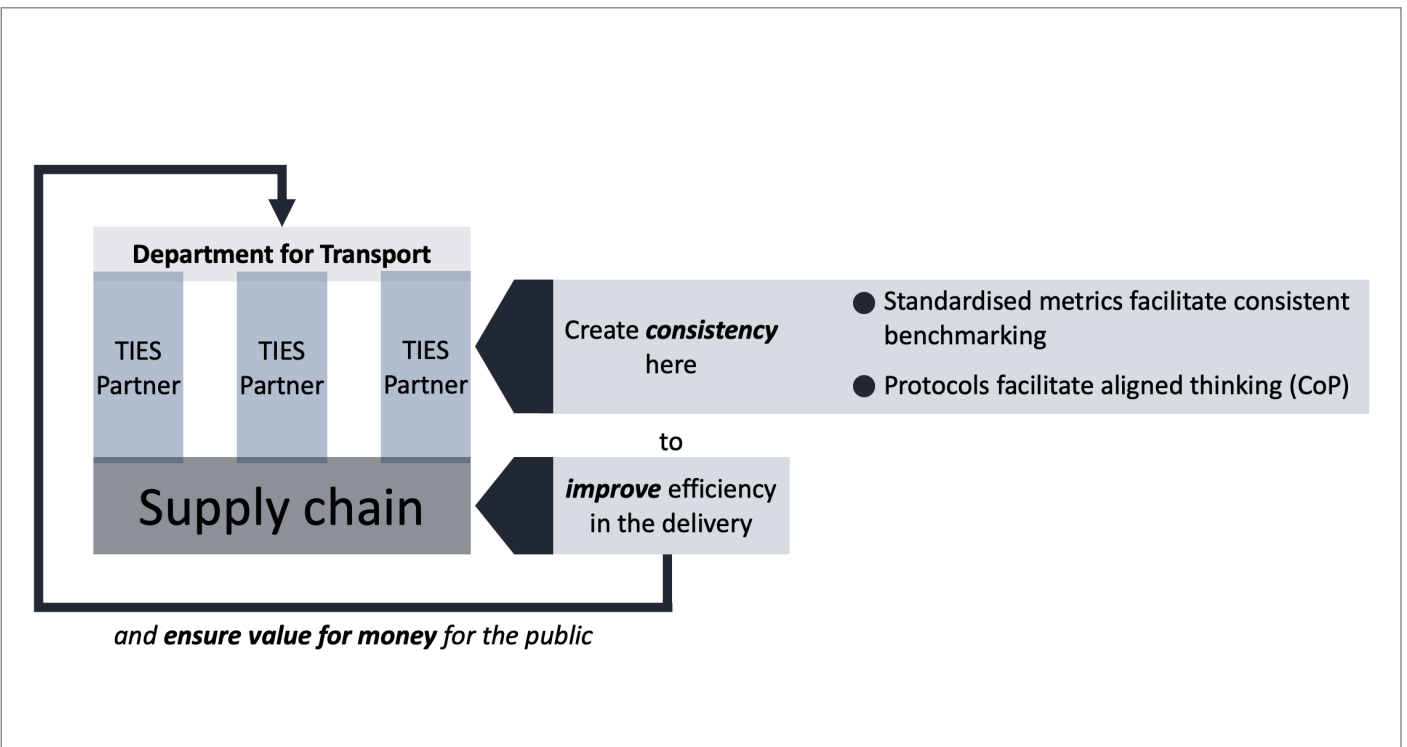 Department for Transport
TIES
Partner
TIES
Partner
TIES
Partner
Create consistency
here
Standardised metrics facilitate consistent
benchmarking
Protocols facilitate aligned thinking (CoP)
to
Supply chain
improve efficiency
in the delivery
and ensure value for money for the public